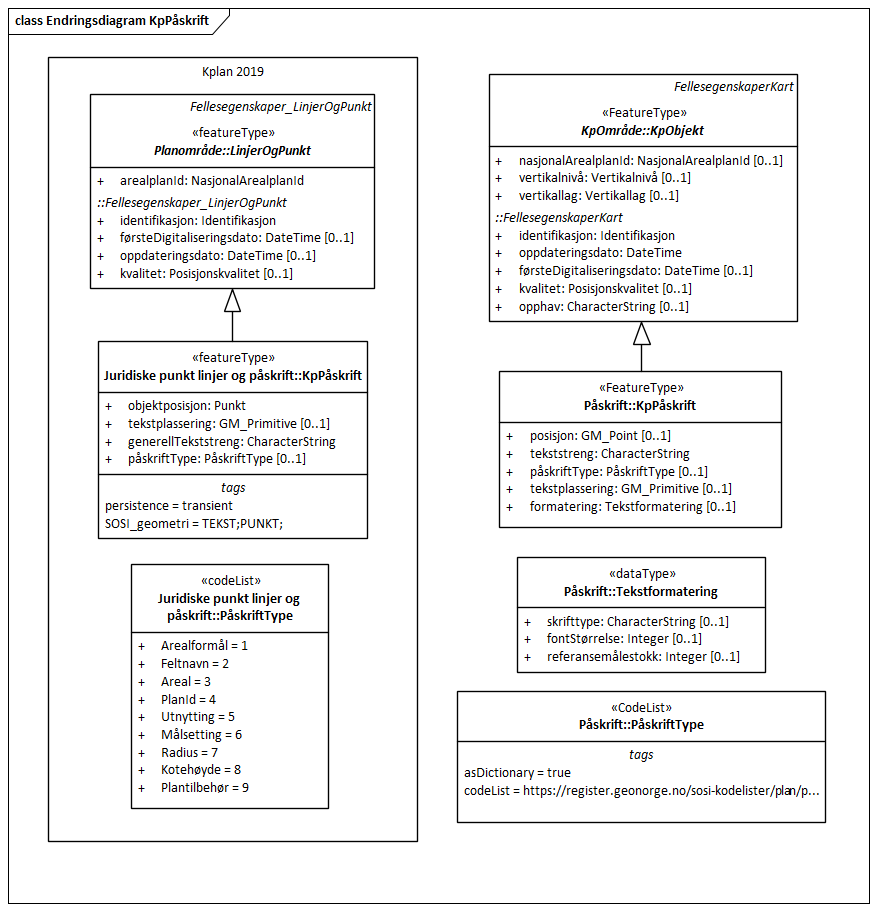 class Endringsdiagram KpPåskrift
Kplan 2019
Fellesegenskaper_LinjerOgPunkt
«featureType»
Planområde::LinjerOgPunkt
+ arealplanId: NasjonalArealplanId
::Fellesegenskaper_LinjerOgPunkt
+ identifikasjon: Identifikasjon
+ førsteDigitaliseringsdato: DateTime [0..1]
+ oppdateringsdato: DateTime [0..1]
+ kvalitet: Posisjonskvalitet [0..1]
«featureType»
Juridiske punkt linjer og påskrift::KpPåskrift
+ objektposisjon: Punkt
+ tekstplassering: GM_Primitive [0..1]
+ generellTekststreng: CharacterString
+ påskriftType: PåskriftType [0..1]
tags
persistence = transient
SOSI_geometri = TEKST;PUNKT;
«codeList»
Juridiske punkt linjer og
påskrift::PåskriftType
+ Arealformål = 1
+ Feltnavn = 2
+ Areal = 3
+ PlanId = 4
+ Utnytting = 5
+ Målsetting = 6
+ Radius = 7
+ Kotehøyde = 8
+ Plantilbehør = 9
FellesegenskaperKart
«FeatureType»
KpOmråde::KpObjekt
+ nasjonalArealplanId: NasjonalArealplanId [0..1]
+ vertikalnivå: Vertikalnivå [0..1]
+ vertikallag: Vertikallag [0..1]
::FellesegenskaperKart
+ identifikasjon: Identifikasjon
+ oppdateringsdato: DateTime
+ førsteDigitaliseringsdato: DateTime [0..1]
+ kvalitet: Posisjonskvalitet [0..1]
+ opphav: CharacterString [0..1]
«FeatureType»
Påskrift::KpPåskrift
+ posisjon: GM_Point [0..1]
+ tekststreng: CharacterString
+ påskriftType: PåskriftType [0..1]
+ tekstplassering: GM_Primitive [0..1]
+ formatering: Tekstformatering [0..1]
«dataType»
Påskrift::Tekstformatering
+ skrifttype: CharacterString [0..1]
+ fontStørrelse: Integer [0..1]
+ referansemålestokk: Integer [0..1]
«CodeList»
Påskrift::PåskriftType
tags
asDictionary = true
codeList = https://register.geonorge.no/sosi-kodelister/plan/p...